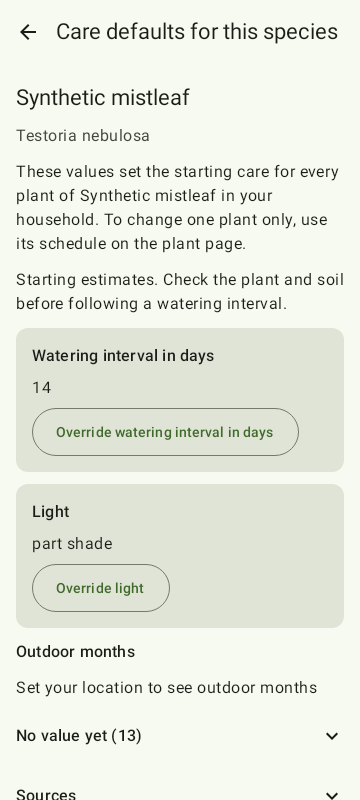 Care defaults for this species
Synthetic mistleaf
Testoria nebulosa
These values set the starting care for every
plant of Synthetic mistleaf in your
household. To change one plant only, use
its schedule on the plant page.
Starting estimates. Check the plant and soil
before following a watering interval.
Watering interval in days
14
Override watering interval in days
Light
part shade
Override light
Outdoor months
Set your location to see outdoor months
No value yet (13)
Sources